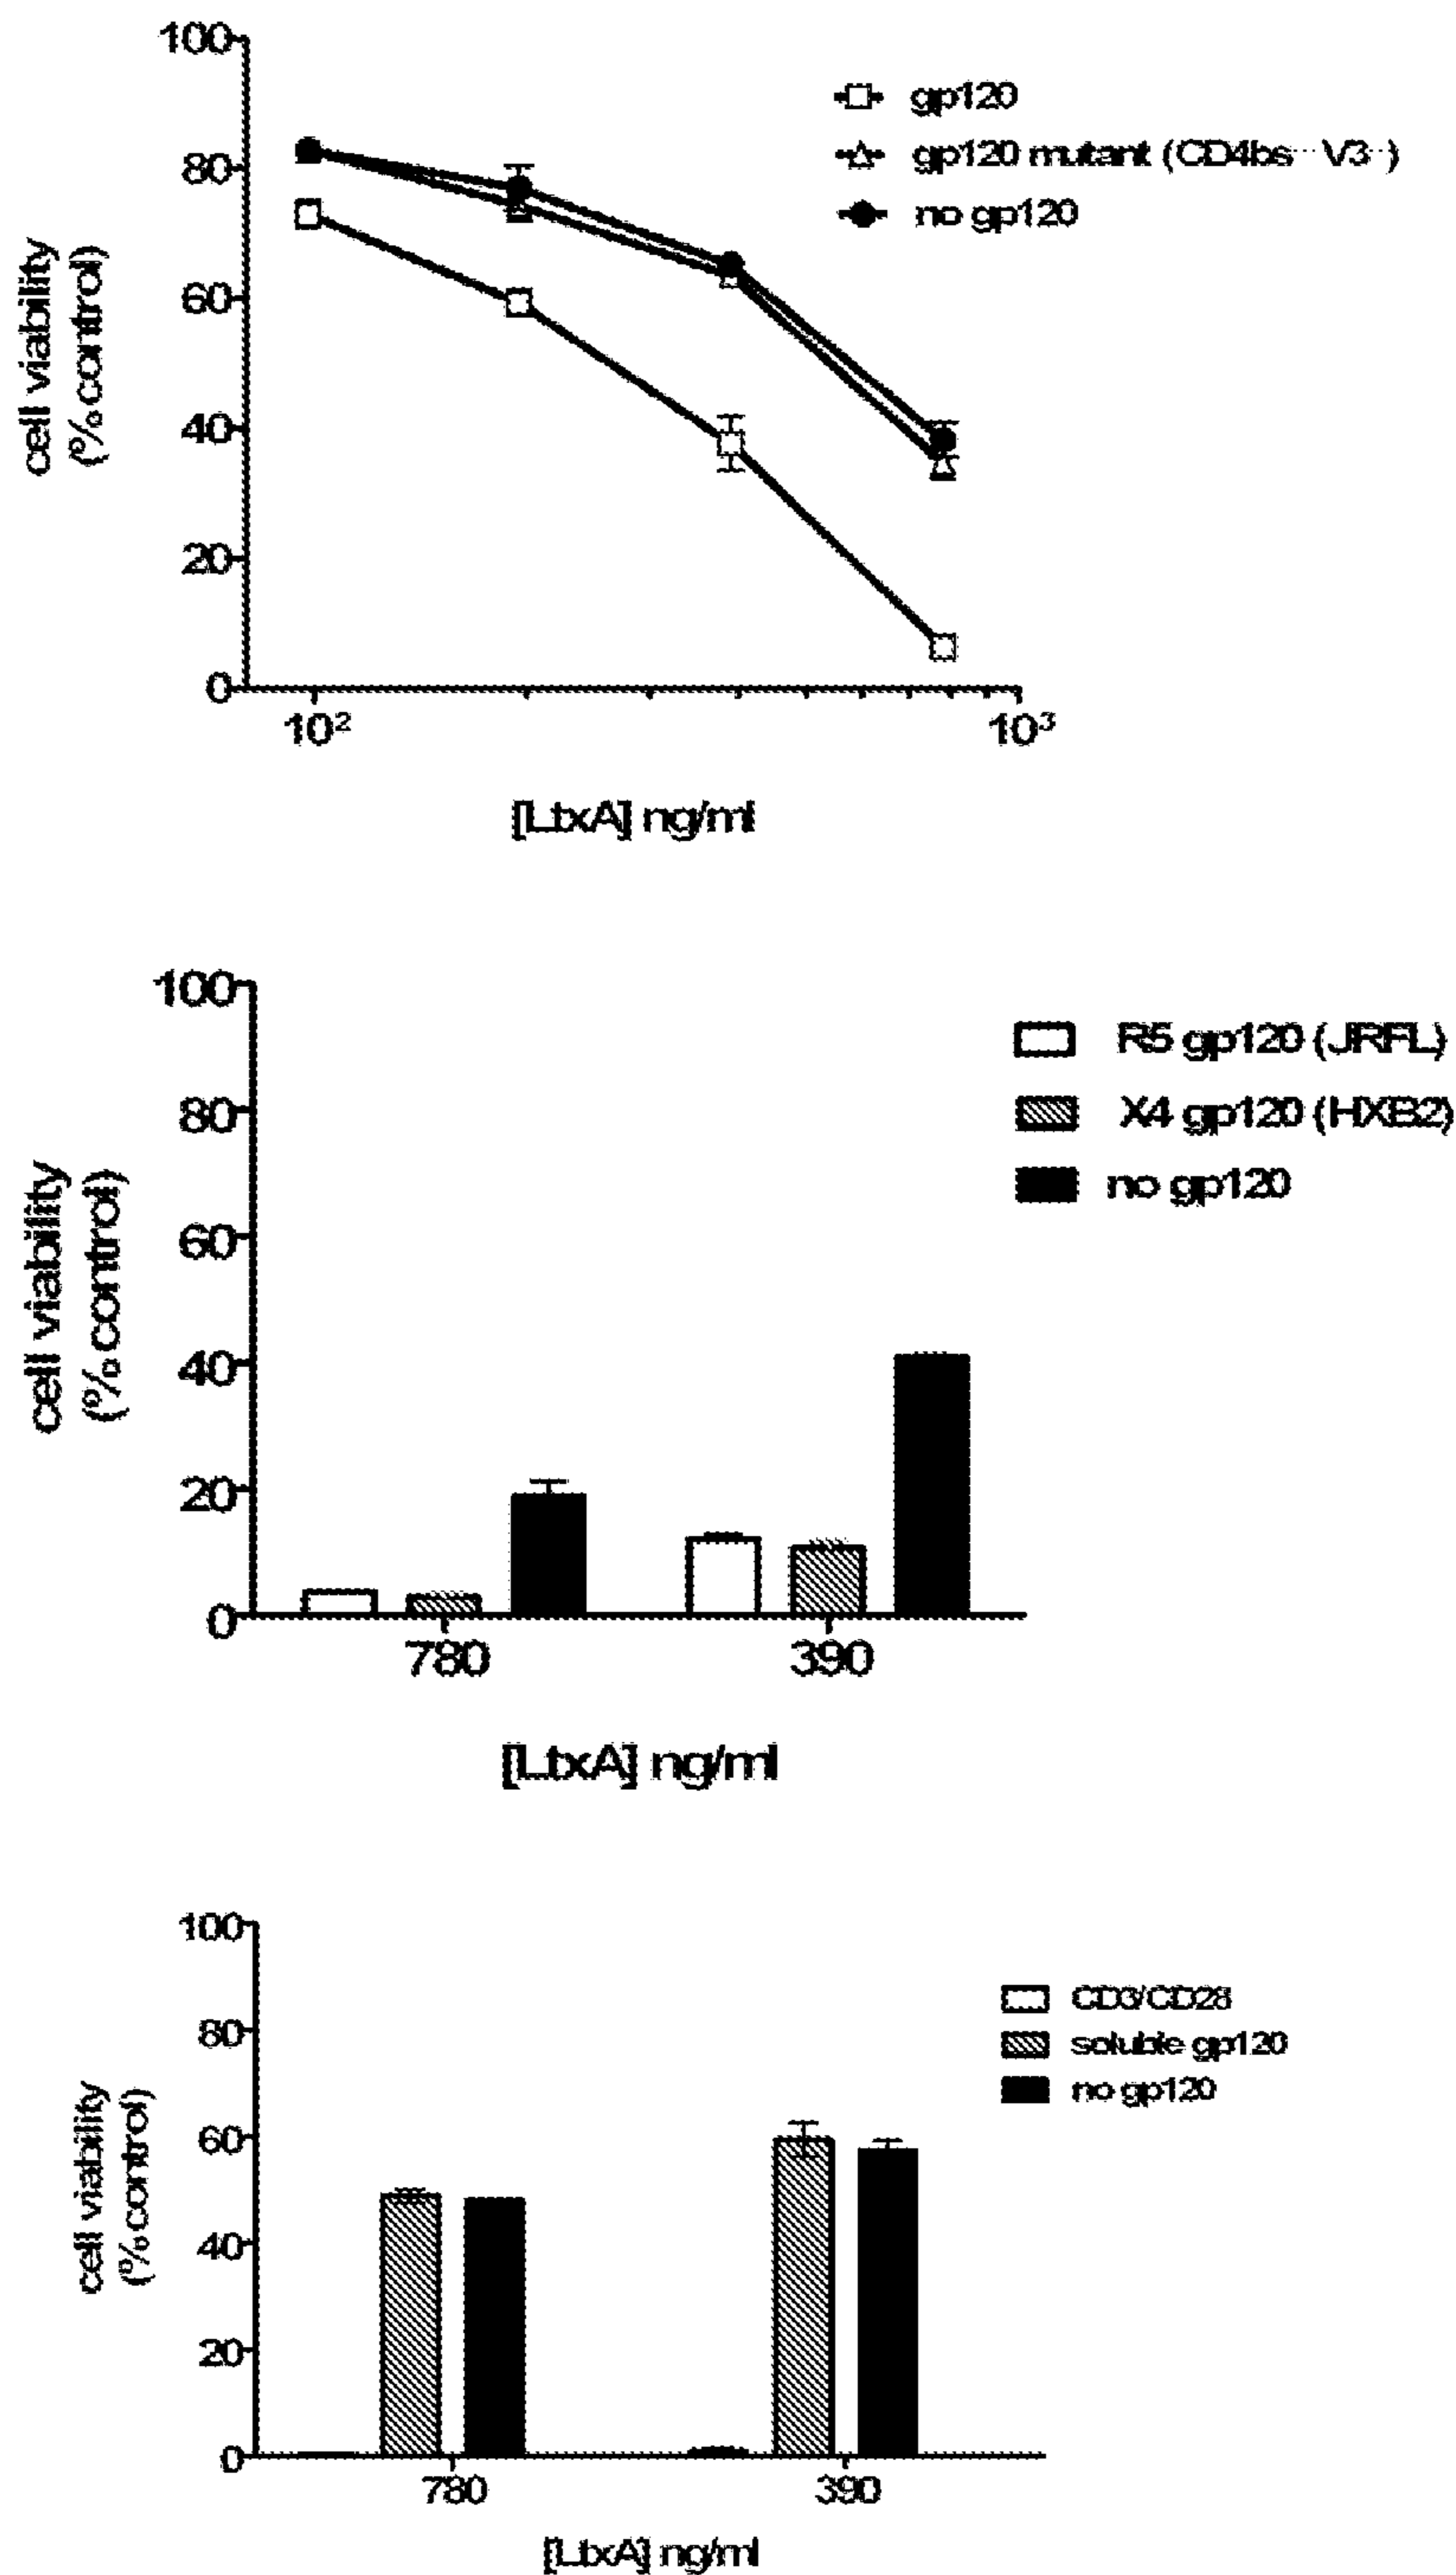 100
80
60
40
20
0
cell viability
(% control)
gp120
gp120 mutant (CD4bs⁻ V3⁻)
no gp120
10² 10³
[LtxA] ng/ml
100
80
60
40
20
0
cell viability
(% control)
R5 gp120 (JRFL)
X4 gp120 (HXB2)
no gp120
780 390
[LtxA] ng/ml
100
80
60
40
20
0
cell viability
(% control)
CD3/CD28
soluble gp120
no gp120
780 390
[LtxA] ng/ml